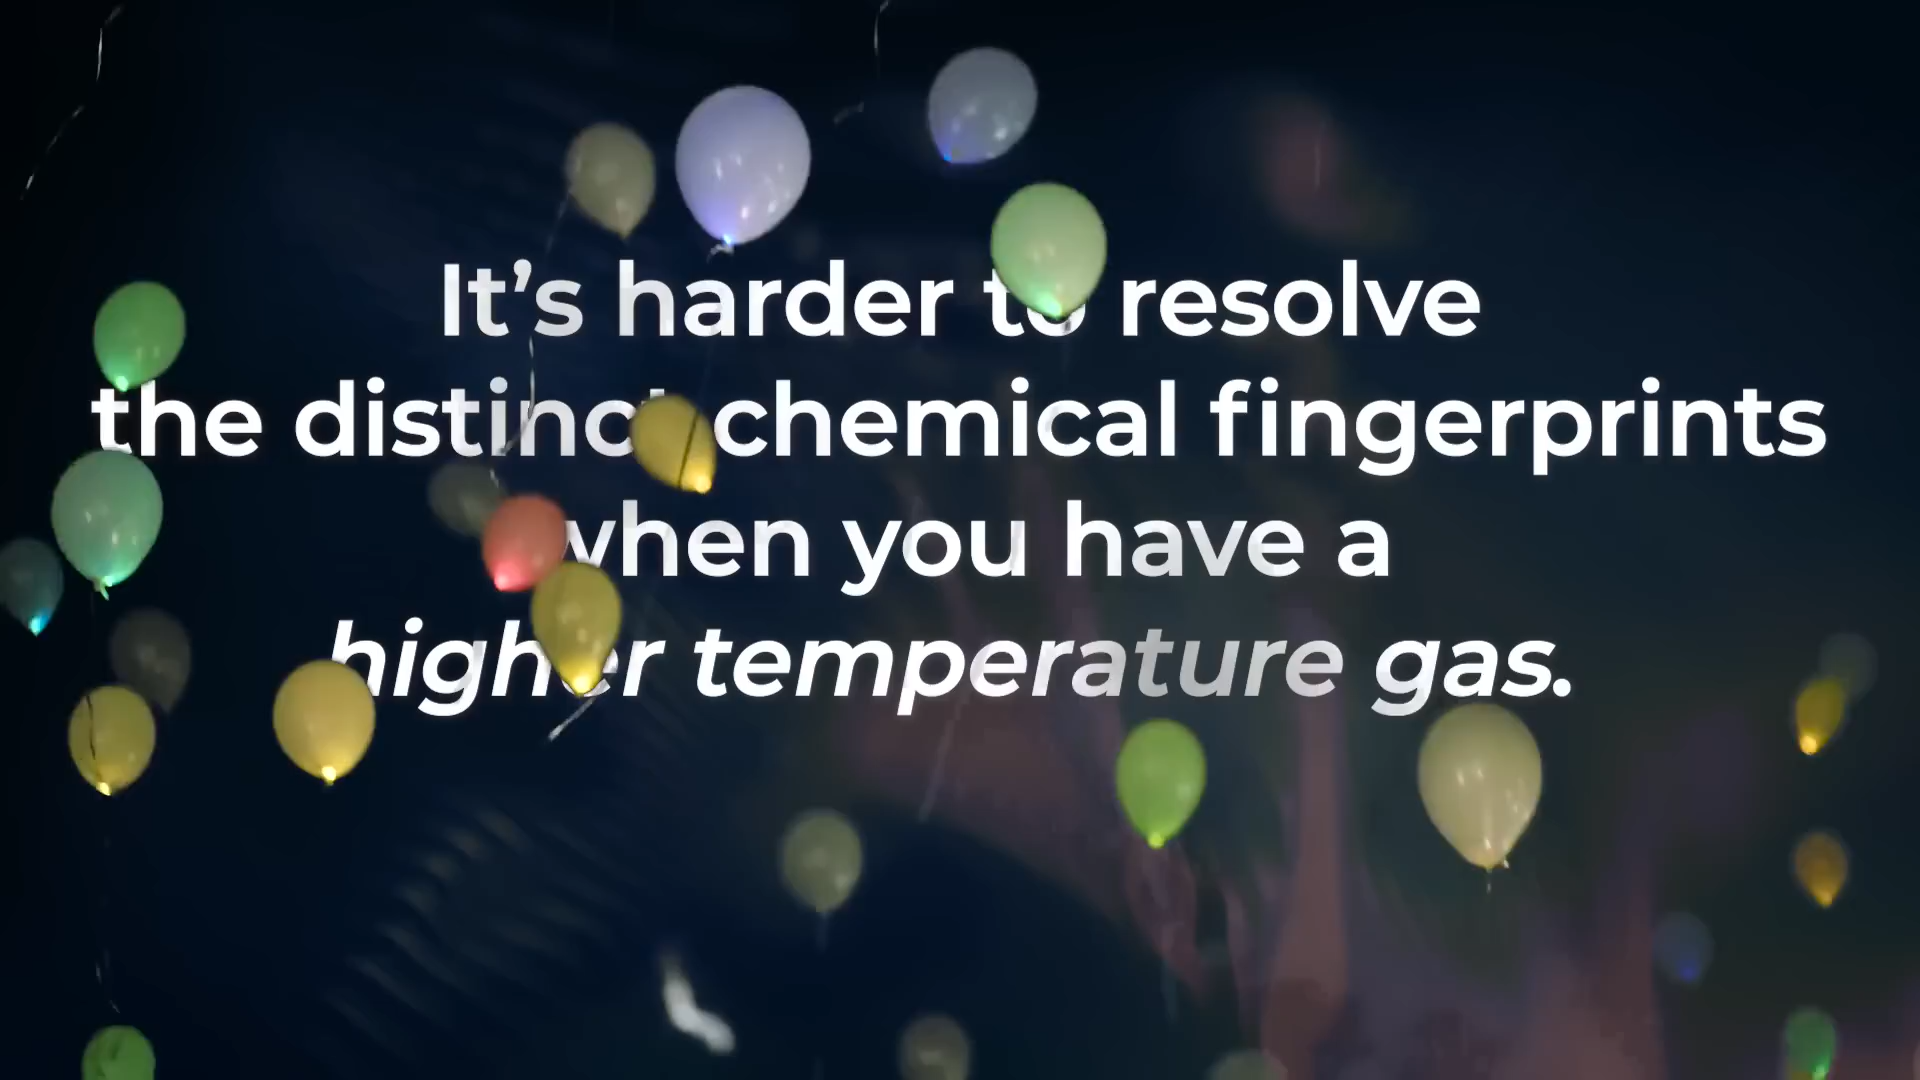 It’s harder to resolve
the distinct chemical fingerprints
when you have a
higher temperature gas.